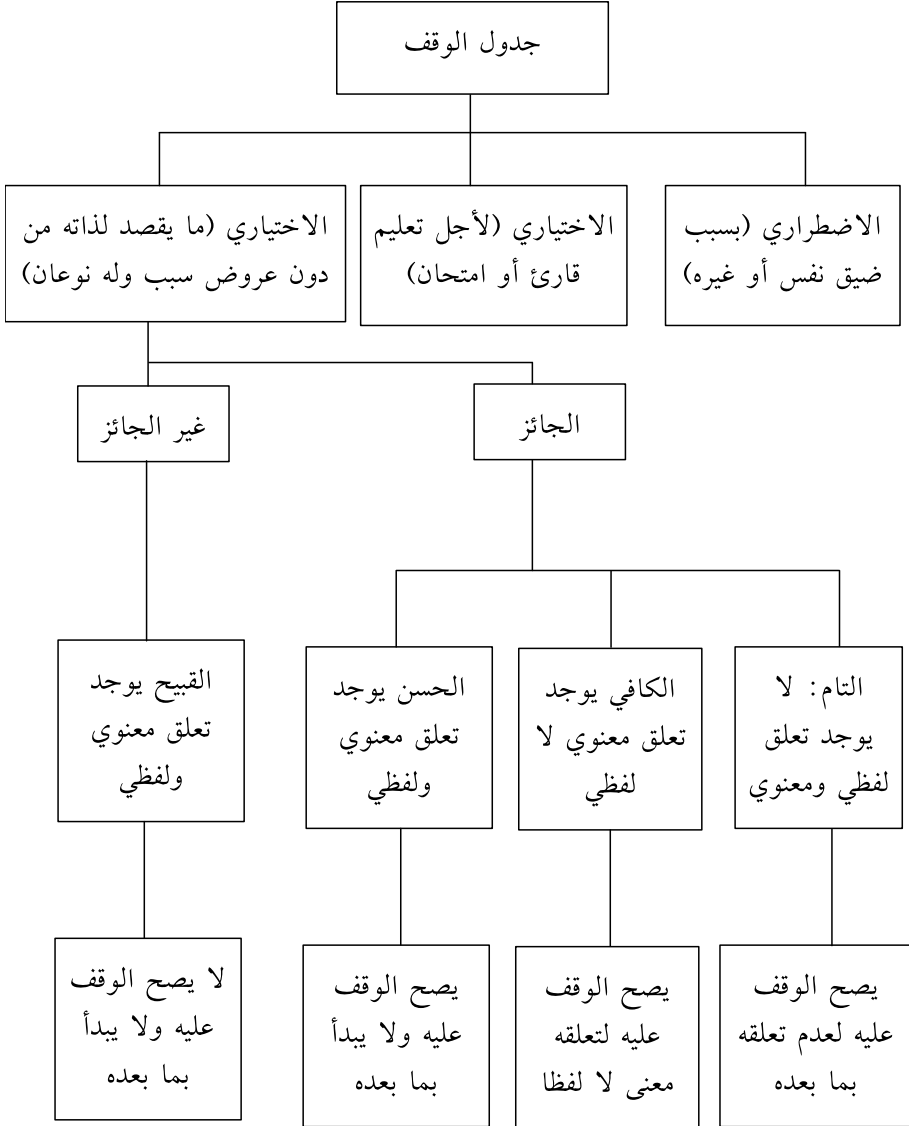 جدول الوقف
الاضطراري (بسبب
ضيق نفس أو غيره)
الاختياري (لأجل تعليم
قارئ أو امتحان)
الاختياري (ما يقصد لذاته من
دون عروض سبب وله نوعان)
الجائز
غير الجائز
التام: لا
يوجد تعلق
لفظي ومعنوي
الكافي يوجد
تعلق معنوي لا
لفظي
الحسن يوجد
تعلق معنوي
ولفظي
القبيح يوجد
تعلق معنوي
ولفظي
يصح الوقف
عليه لعدم تعلقه
بما بعده
يصح الوقف
عليه لتعلقه
معنى لا لفظا
يصح الوقف
عليه ولا يبدأ
بما بعده
لا يصح الوقف
عليه ولا يبدأ
بما بعده